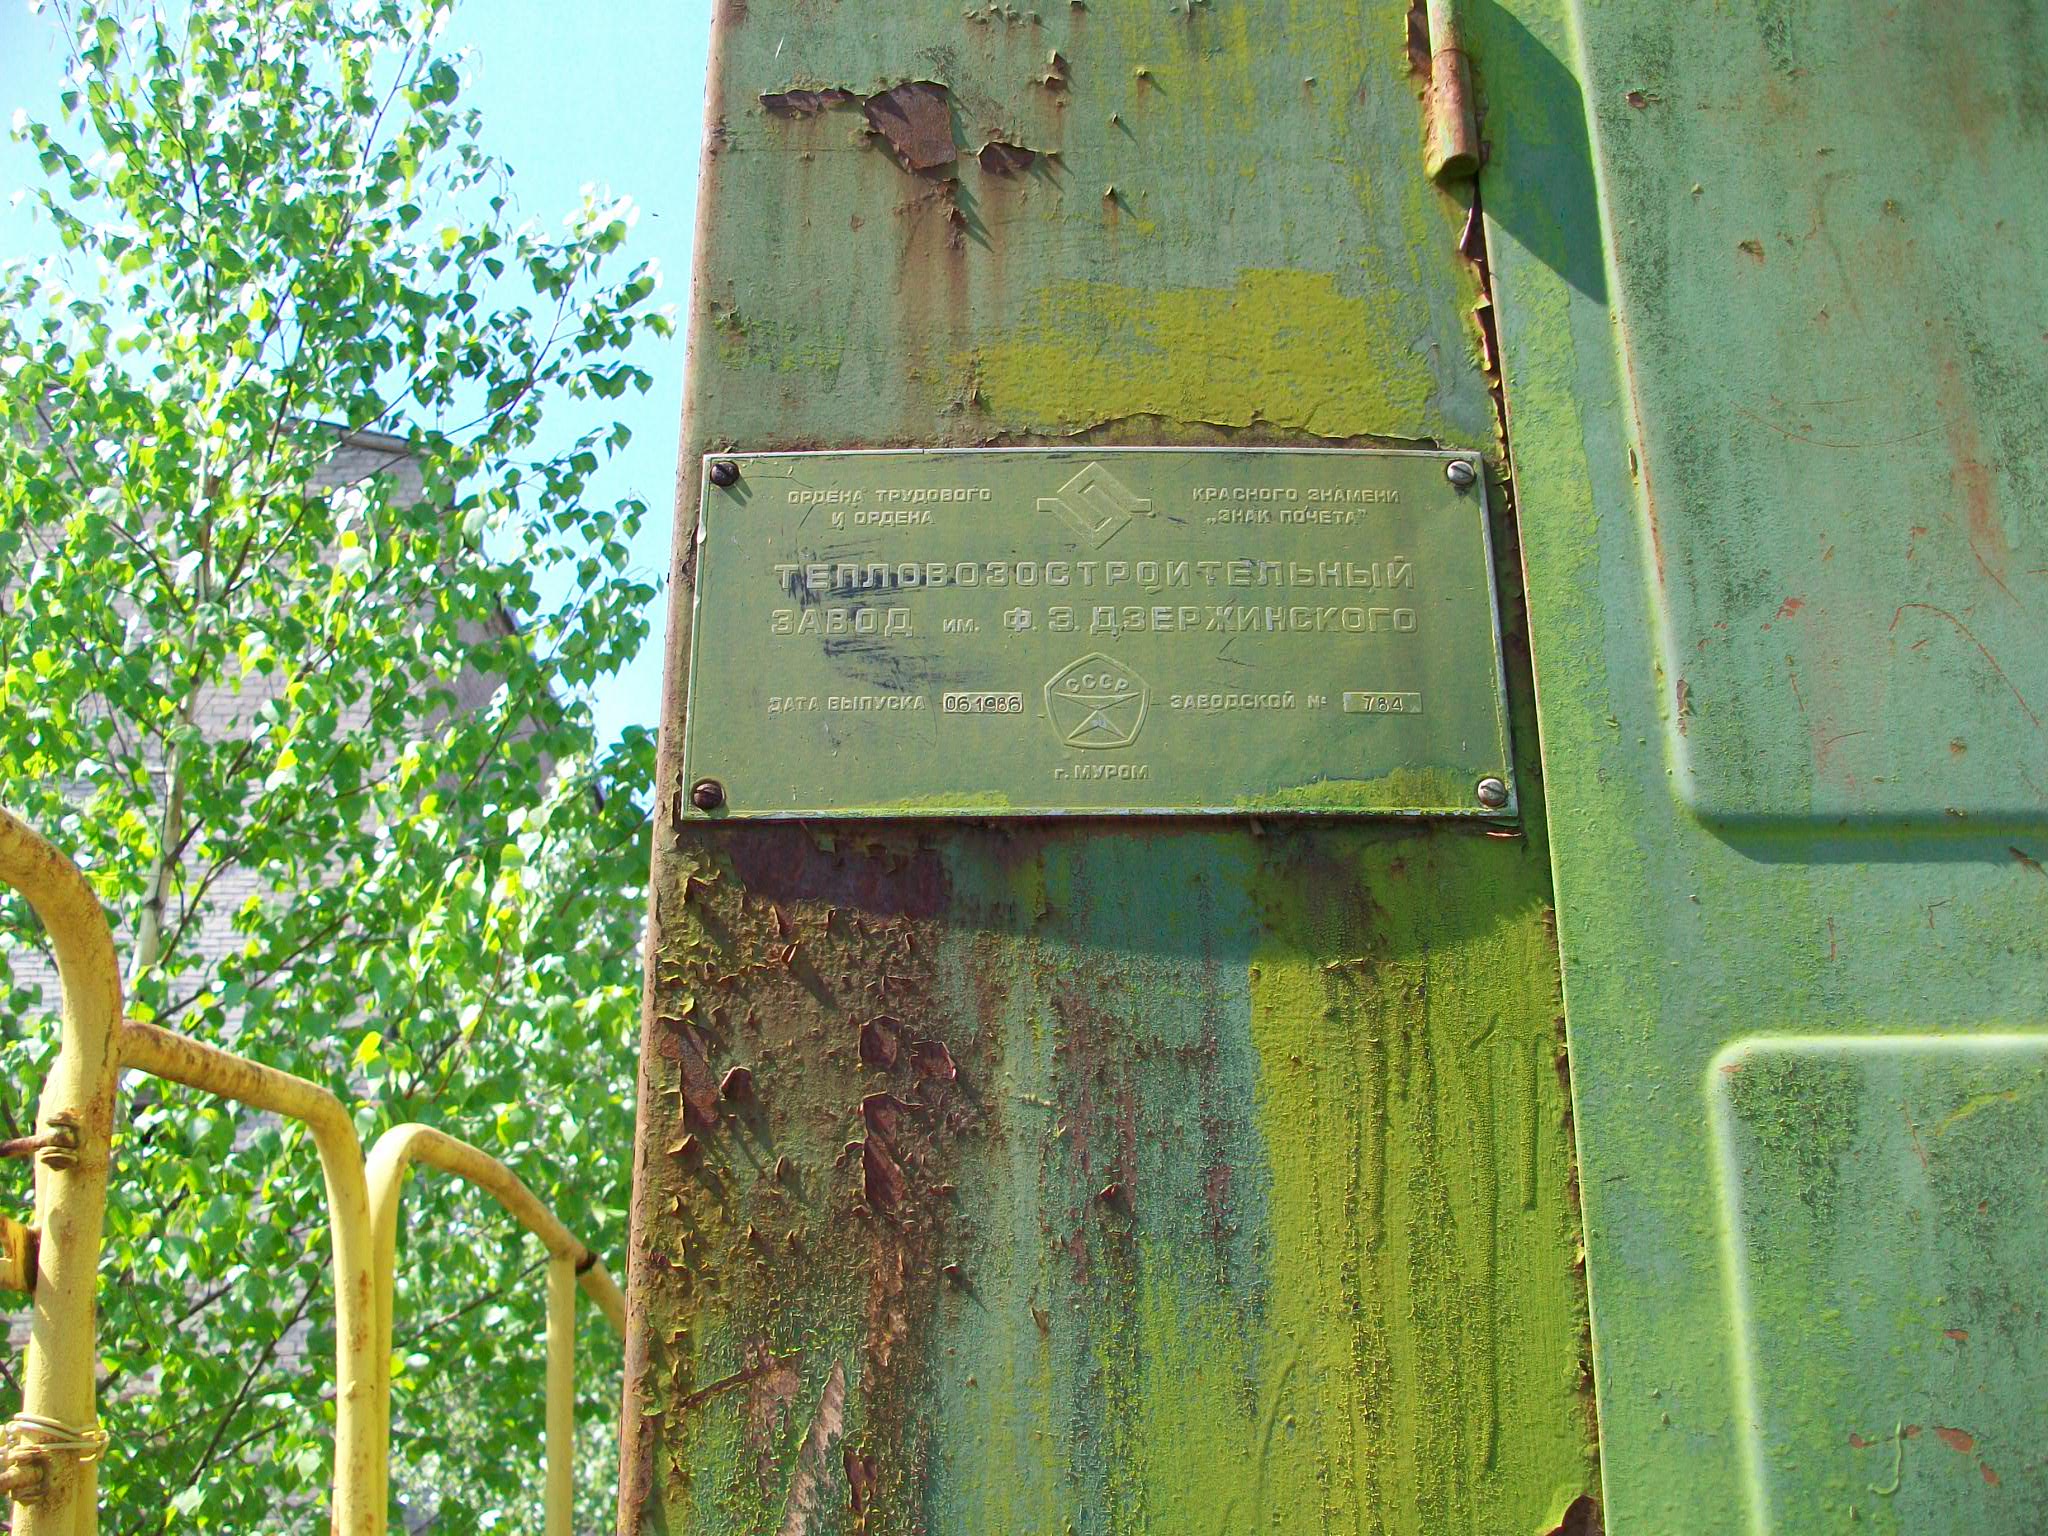 ОРДЕНА ТРУДОВОГО КРАСНОГО ЗНАМЕНИ
И ОРДЕНА „ЗНАК ПОЧЕТА"
ТЕПЛОВОЗОСТРОИТЕЛЬНЫЙ
ЗАВОД им. Ф. Э. ДЗЕРЖИНСКОГО
СССР
ДАТА ВЫПУСКА 06 1986 ЗАВОДСКОЙ № 784
г. МУРОМ